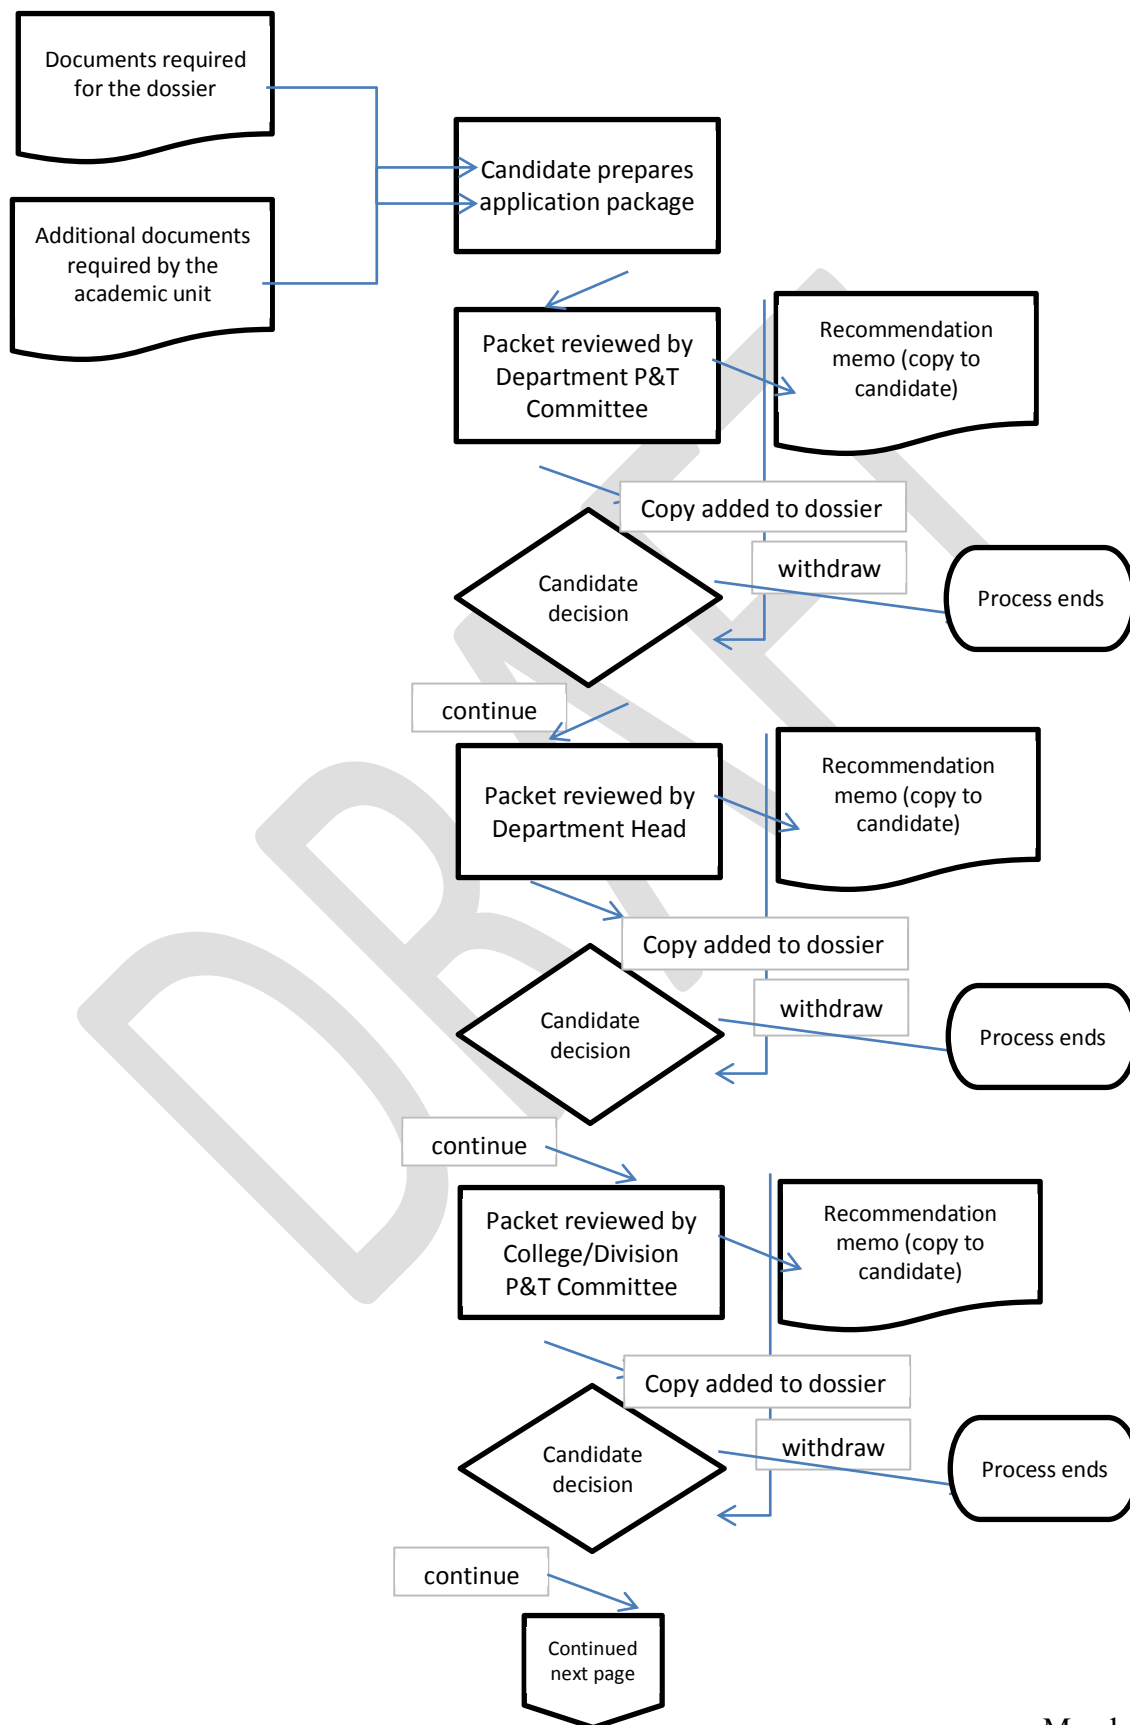 Documents required
for the dossier
Candidate prepares
application package
Additional documents
required by the
academic unit
Packet reviewed by
Department P&T
Committee
Recommendation
memo (copy to
candidate)
Copy added to dossier
withdraw
Candidate
decision
Process ends
continue
Packet reviewed by
Department Head
Recommendation
memo (copy to
candidate)
Copy added to dossier
withdraw
Candidate
decision
Process ends
continue
Packet reviewed by
College/Division
P&T Committee
Recommendation
memo (copy to
candidate)
Copy added to dossier
withdraw
Candidate
decision
Process ends
continue
Continued
next page
DRAFT